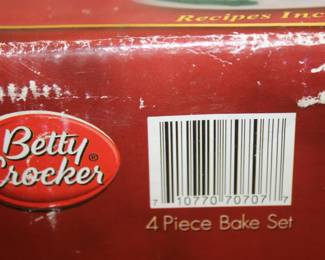 Recipes Inc
Betty
Crocker®
7 10770 70707 7
4 Piece Bake Set